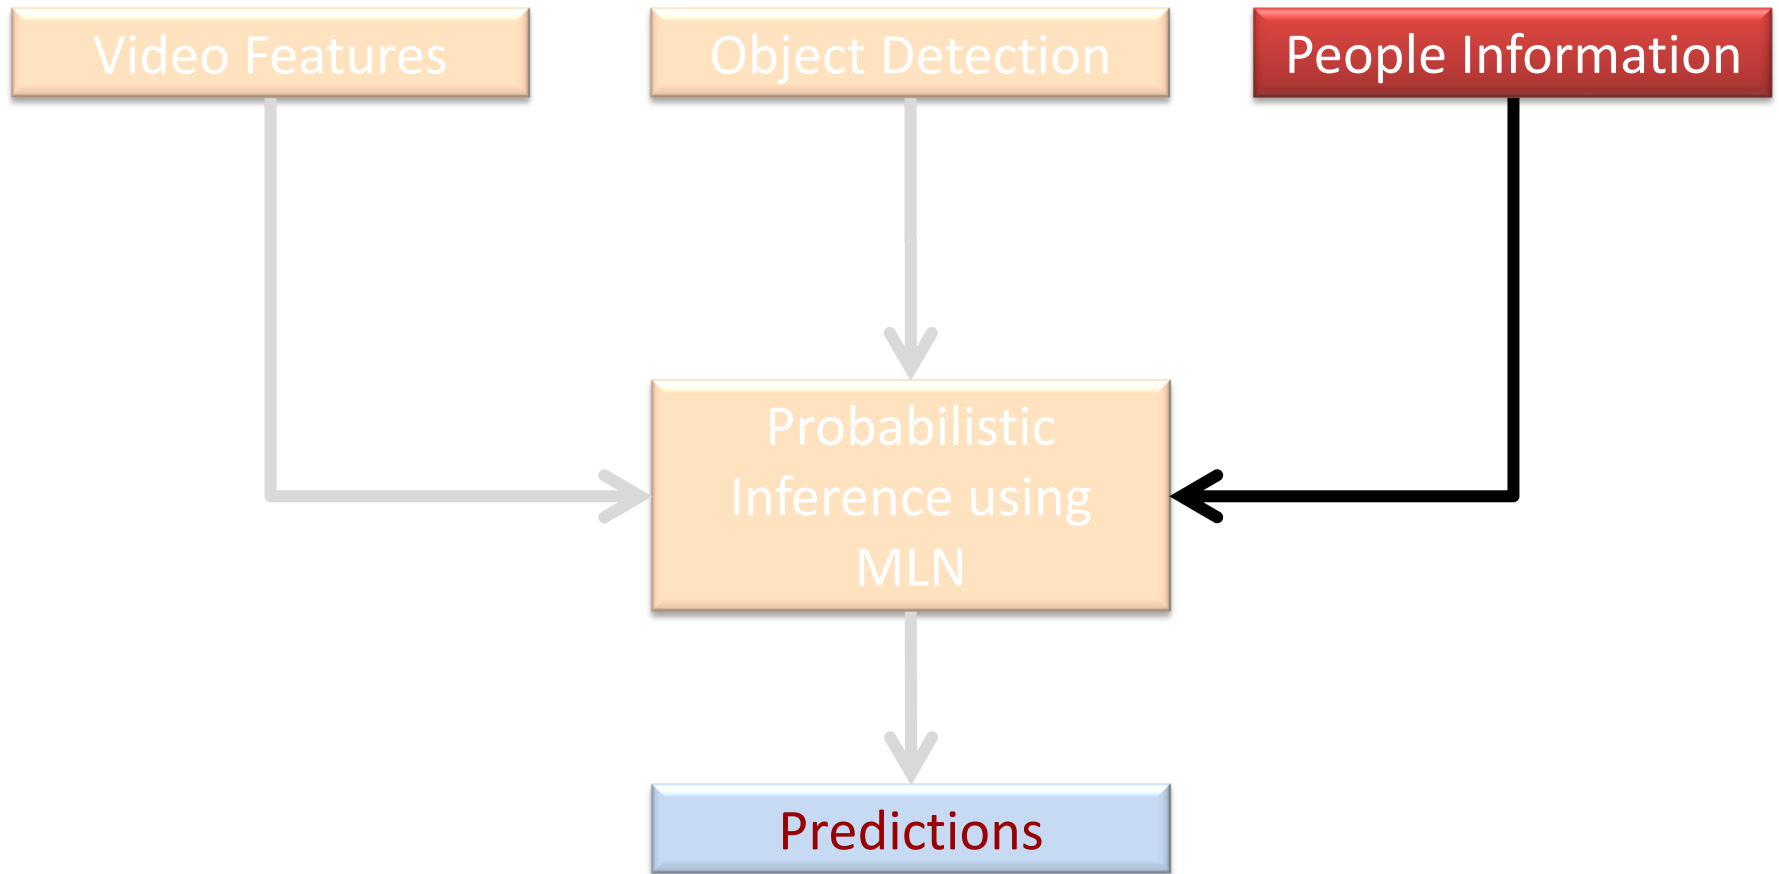 Video Features
Object Detection
People Information
Probabilistic
Inference using
MLN
Predictions